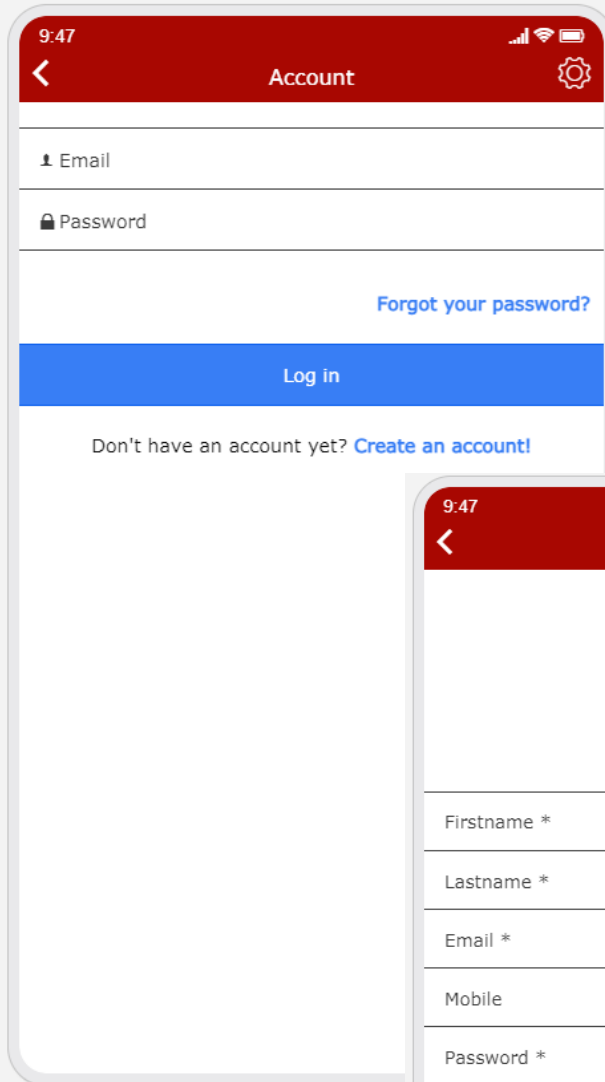 9:47
Account
Email
Password
Forgot your password?
Log in
Don't have an account yet? Create an account!
9:47
Firstname *
Lastname *
Email *
Mobile
Password *